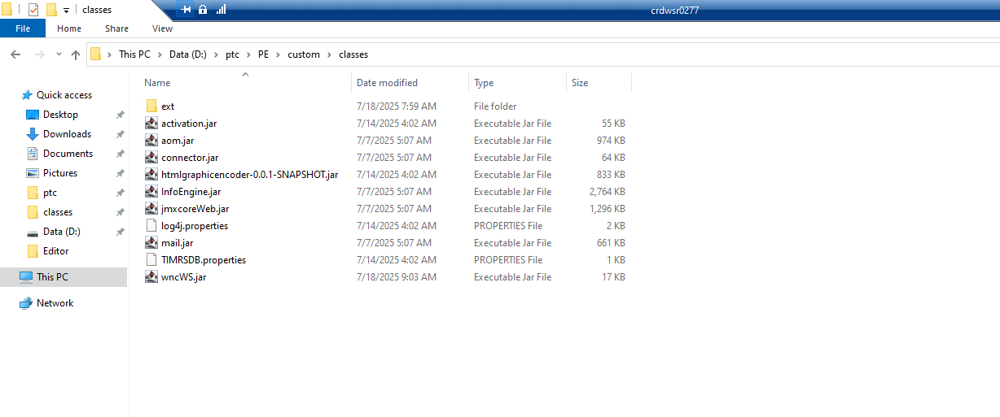 classes
crdwsr0277
File Home Share View
This PC Data (D:) ptc PE custom classes
Name Date modified Type Size
Quick access
Desktop
Downloads
Documents
Pictures
ptc
classes
Data (D:)
Editor
This PC
Network
ext 7/18/2025 7:59 AM File folder
activation.jar 7/14/2025 4:02 AM Executable Jar File 55 KB
aom.jar 7/7/2025 5:07 AM Executable Jar File 974 KB
connector.jar 7/7/2025 5:07 AM Executable Jar File 64 KB
htmlgraphicencoder-0.0.1-SNAPSHOT.jar 7/14/2025 4:02 AM Executable Jar File 833 KB
InfoEngine.jar 7/7/2025 5:07 AM Executable Jar File 2,764 KB
jmxcoreWeb.jar 7/7/2025 5:07 AM Executable Jar File 1,296 KB
log4j.properties 7/14/2025 4:02 AM PROPERTIES File 2 KB
mail.jar 7/7/2025 5:07 AM Executable Jar File 661 KB
TIMRSDB.properties 7/14/2025 4:02 AM PROPERTIES File 1 KB
wncWS.jar 7/18/2025 9:03 AM Executable Jar File 17 KB